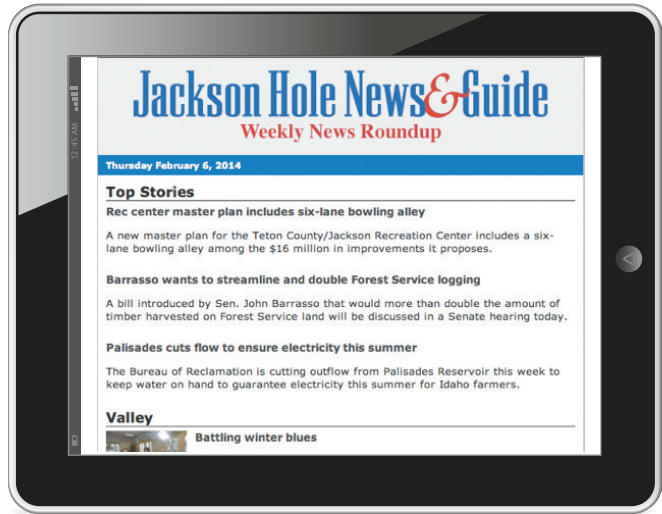 12:45 AM
Jackson Hole News&Guide
Weekly News Roundup
Thursday February 6, 2014
Top Stories
Rec center master plan includes six-lane bowling alley
A new master plan for the Teton County/Jackson Recreation Center includes a six-
lane bowling alley among the $16 million in improvements it proposes.
Barrasso wants to streamline and double Forest Service logging
A bill introduced by Sen. John Barrasso that would more than double the amount of
timber harvested on Forest Service land will be discussed in a Senate hearing today.
Palisades cuts flow to ensure electricity this summer
The Bureau of Reclamation is cutting outflow from Palisades Reservoir this week to
keep water on hand to guarantee electricity this summer for Idaho farmers.
Valley
Battling winter blues